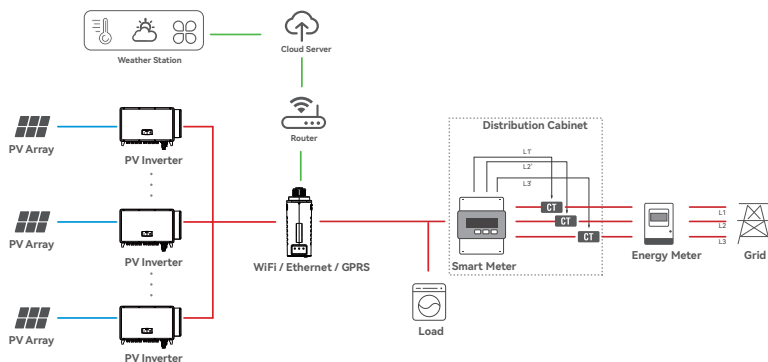 Weather Station
Cloud Server
Router
PV Array
PV Inverter
PV Array
PV Inverter
PV Array
PV Inverter
WiFi / Ethernet / GPRS
Distribution Cabinet
L1'
L2'
L3'
CT
CT
CT
Smart Meter
Load
Energy Meter
L1
L2
L3
Grid